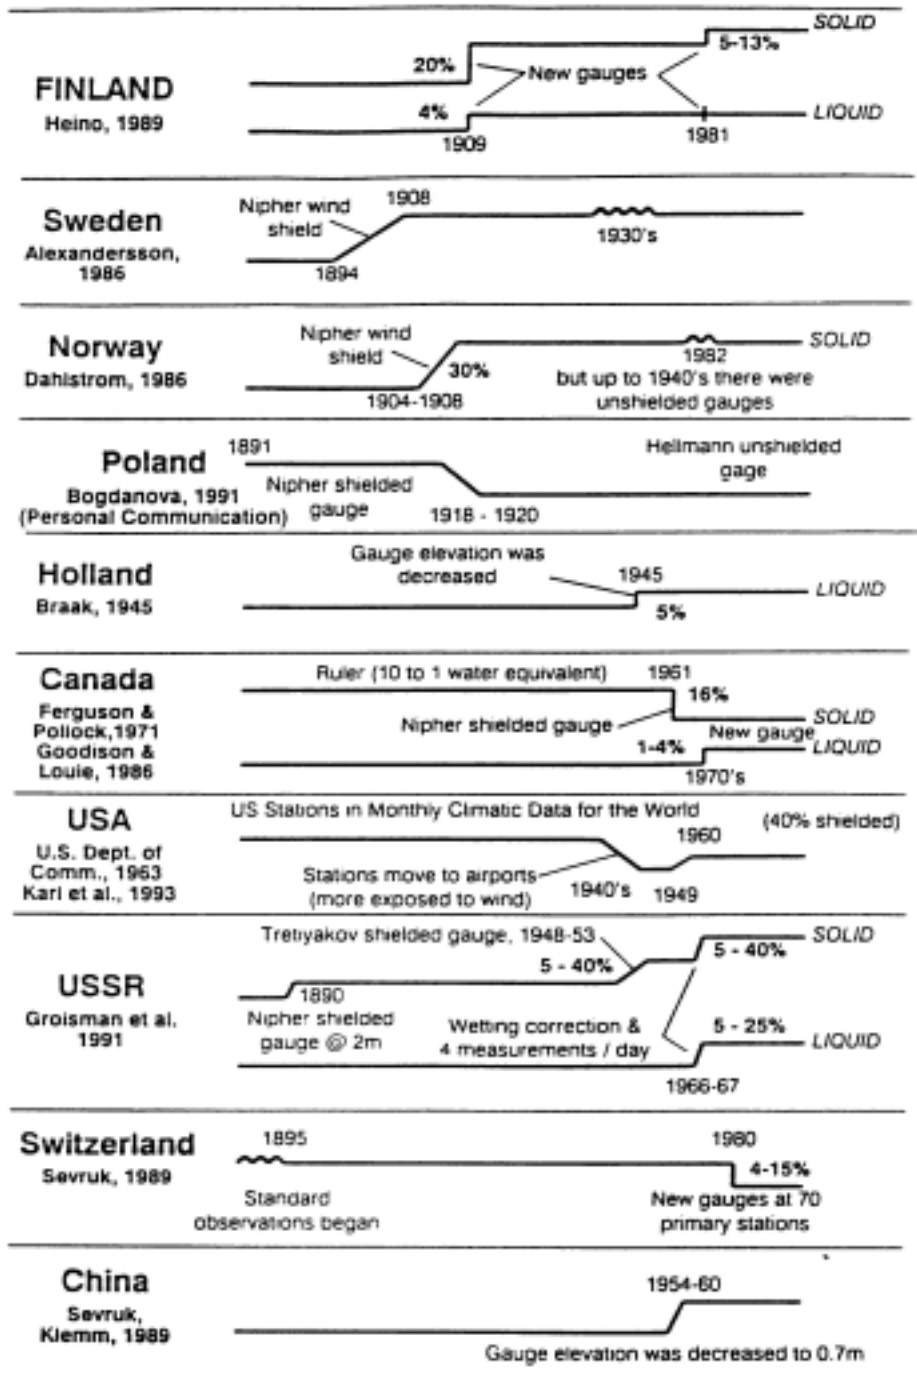 FINLAND
Heino, 1989
20%
4%
New gauges
1909
5-13%
1981
SOLID
LIQUID
Sweden
Alexandersson,
1986
Nipher wind
shield
1908
1894
1930's
Norway
Dahlstrom, 1986
Nipher wind
shield
30%
1904-1908
1982
but up to 1940's there were
unshielded gauges
SOLID
Poland
Bogdanova, 1991
(Personal Communication)
1891
Nipher shielded
gauge
1918 - 1920
Hellmann unshielded
gage
Holland
Braak, 1945
Gauge elevation was
decreased
1945
5%
LIQUID
Canada
Ferguson &
Pollock,1971
Goodison &
Louie, 1986
Ruler (10 to 1 water equivalent)
1961
16%
Nipher shielded gauge
SOLID
New gauge
1-4%
LIQUID
1970's
USA
U.S. Dept. of
Comm., 1963
Karl et al., 1993
US Stations in Monthly Climatic Data for the World
(40% shielded)
1960
Stations move to airports
(more exposed to wind)
1940's
1949
USSR
Groisman et al.
1991
Tretiyakov shielded gauge, 1948-53
5 - 40%
1890
Nipher shielded
gauge @ 2m
Wetting correction &
4 measurements / day
SOLID
5 - 40%
5 - 25%
LIQUID
1966-67
Switzerland
Sevruk, 1989
1895
Standard
observations began
1980
4-15%
New gauges at 70
primary stations
China
Sevruk,
Klemm, 1989
1954-60
Gauge elevation was decreased to 0.7m